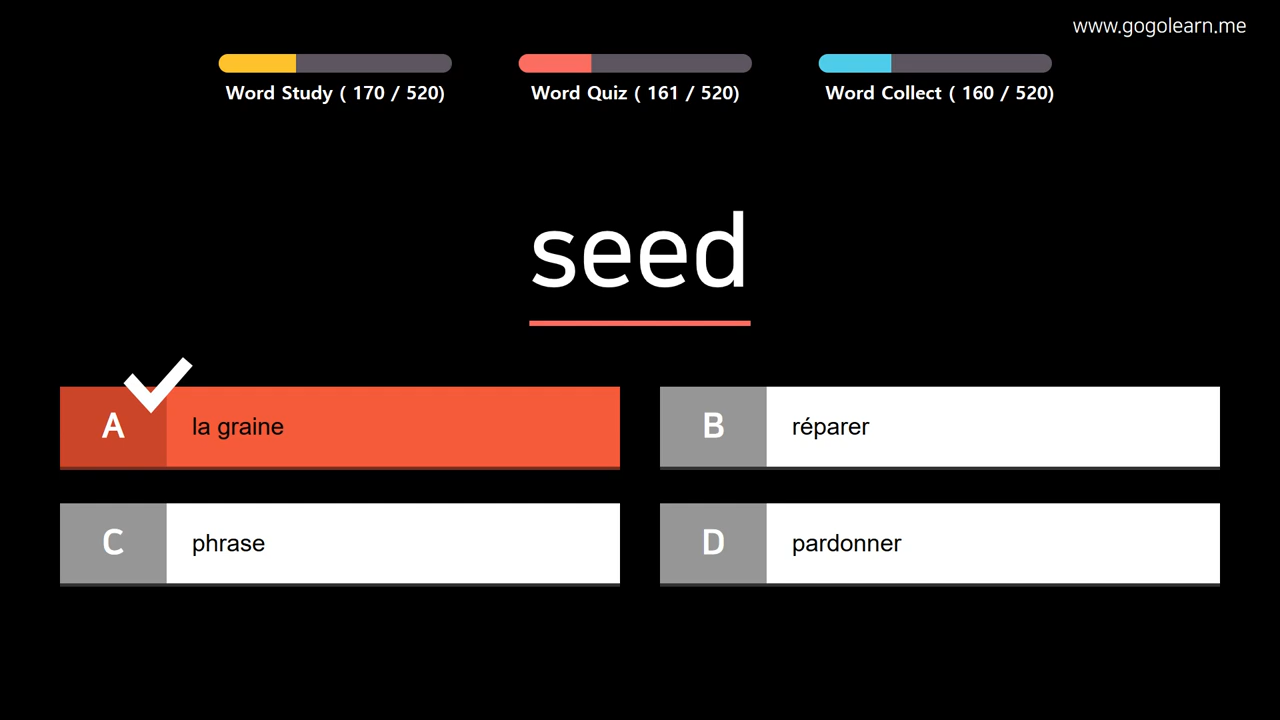 www.gogolearn.me
Word Study ( 170 / 520)
Word Quiz ( 161 / 520)
Word Collect ( 160 / 520)
seed
A
la graine
B
réparer
C
phrase
D
pardonner